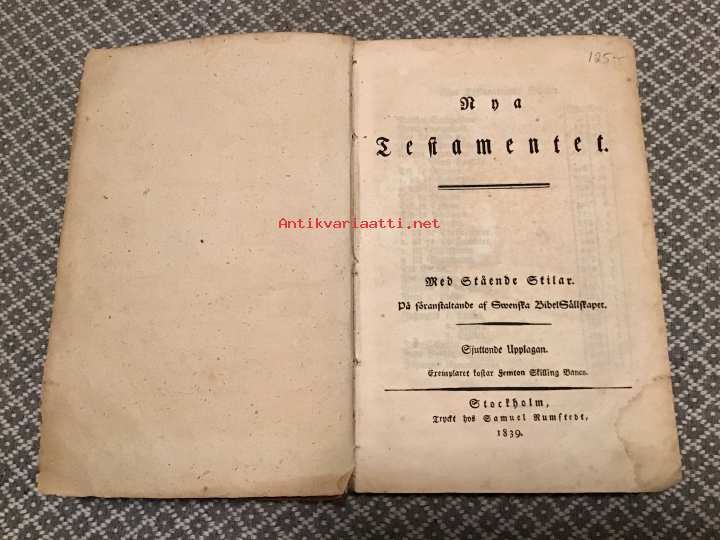 125-
Nya
Testamentet.
Antikvariaatti.net
Med Stående Stilar.
På föranstaltande af Swenska BibelSällskapet.
Sjuttonde Upplagan.
Exemplaret kostar Femton Skilling Banco.
Stockholm,
Tryckt hos Samuel Rumstedt,
1839.